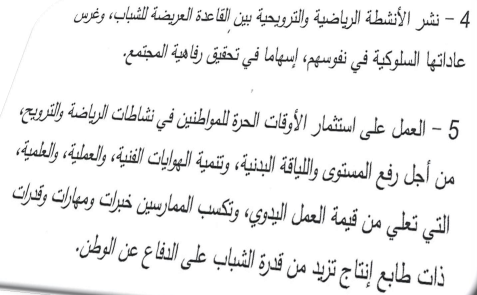 4 – نشر الأنشطة الرياضية والترويحية بين القاعدة العريضة للشباب، وغرس
عاداتها السلوكية في نفوسهم، إسهاما في تحقيق رفاهية المجتمع.
5 – العمل على استثمار الأوقات الحرة للمواطنين في نشاطات الرياضة والترويح،
من أجل رفع المستوى واللياقة البدنية، وتنمية الهوايات الفنية، والعملية، والعلمية،
التي تعلي من قيمة العمل اليدوي، وتكسب الممارسين خبرات ومهارات وقدرات
ذات طابع إنتاج تزيد من قدرة الشباب على الدفاع عن الوطن.